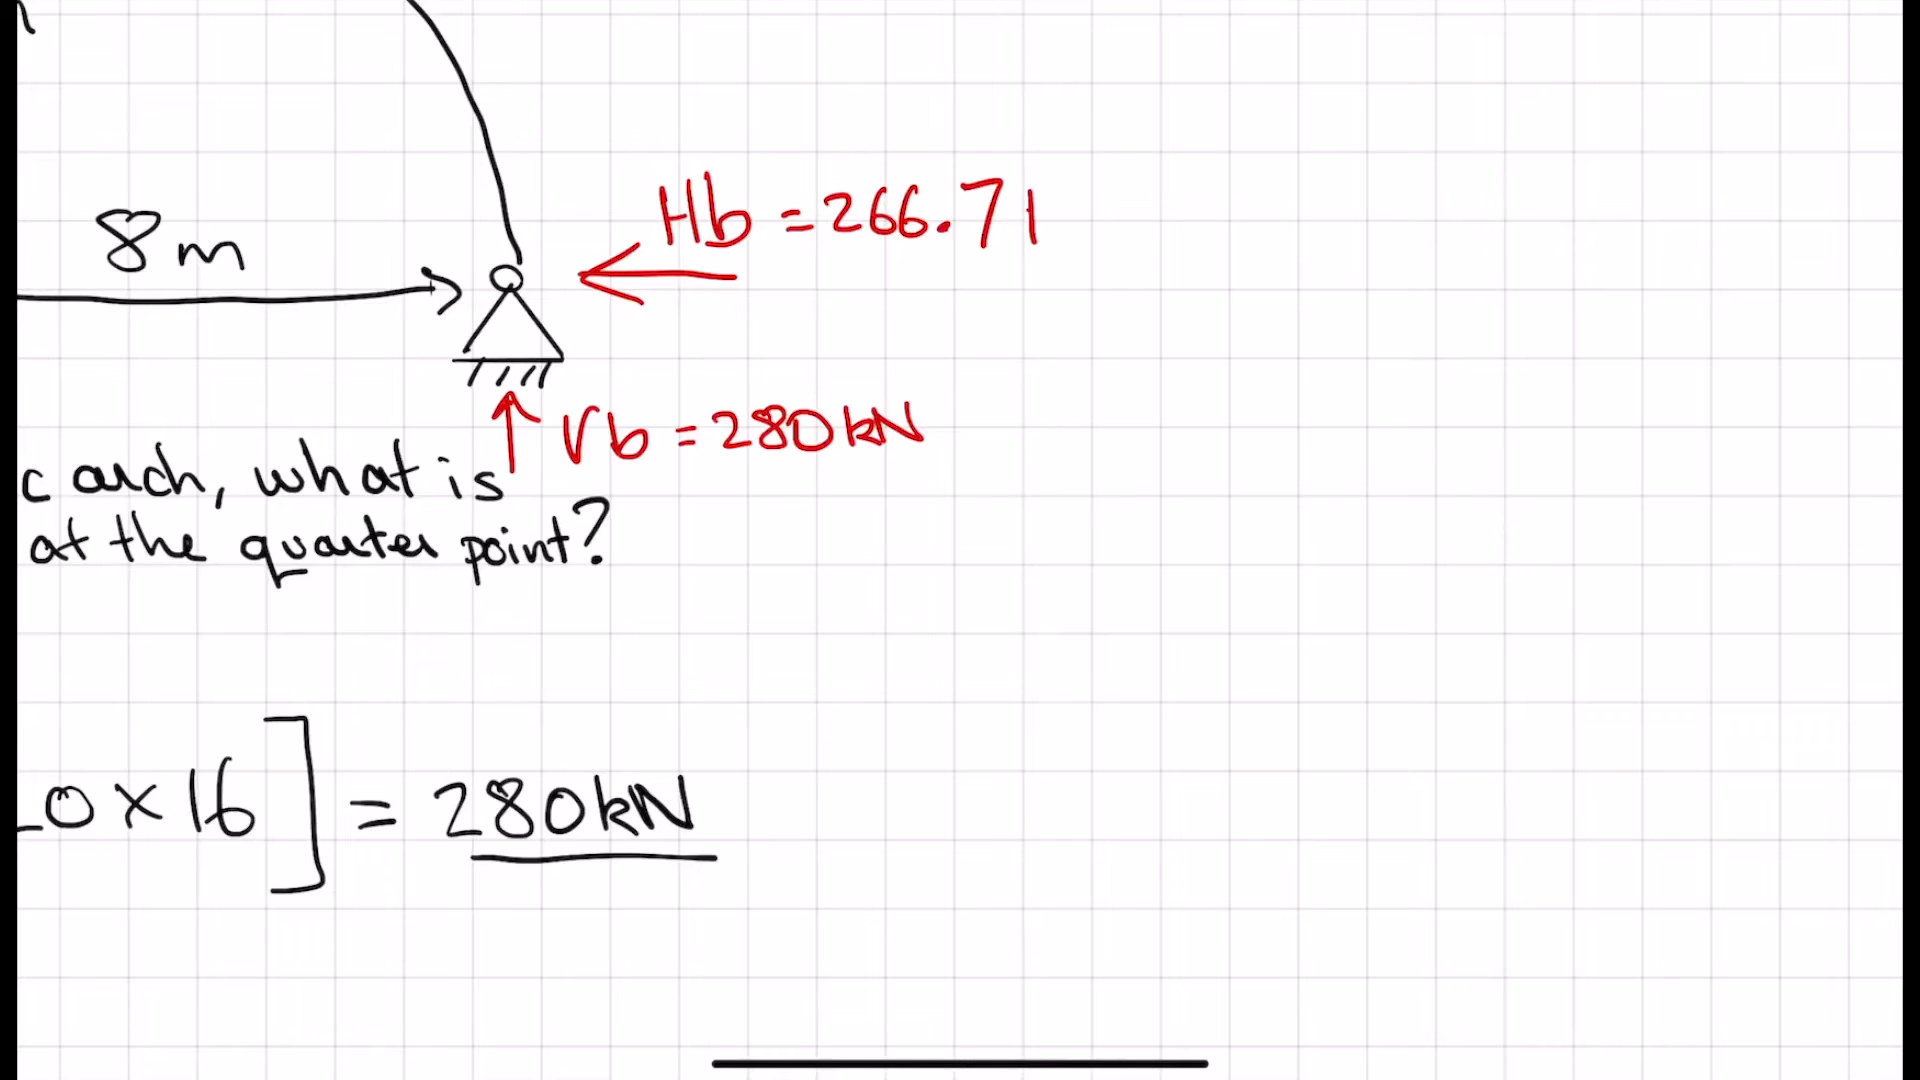 Hb = 266.71
8m
Vb = 280kN
c arch, what is
at the quarter point?
0 x 16] = 280kN